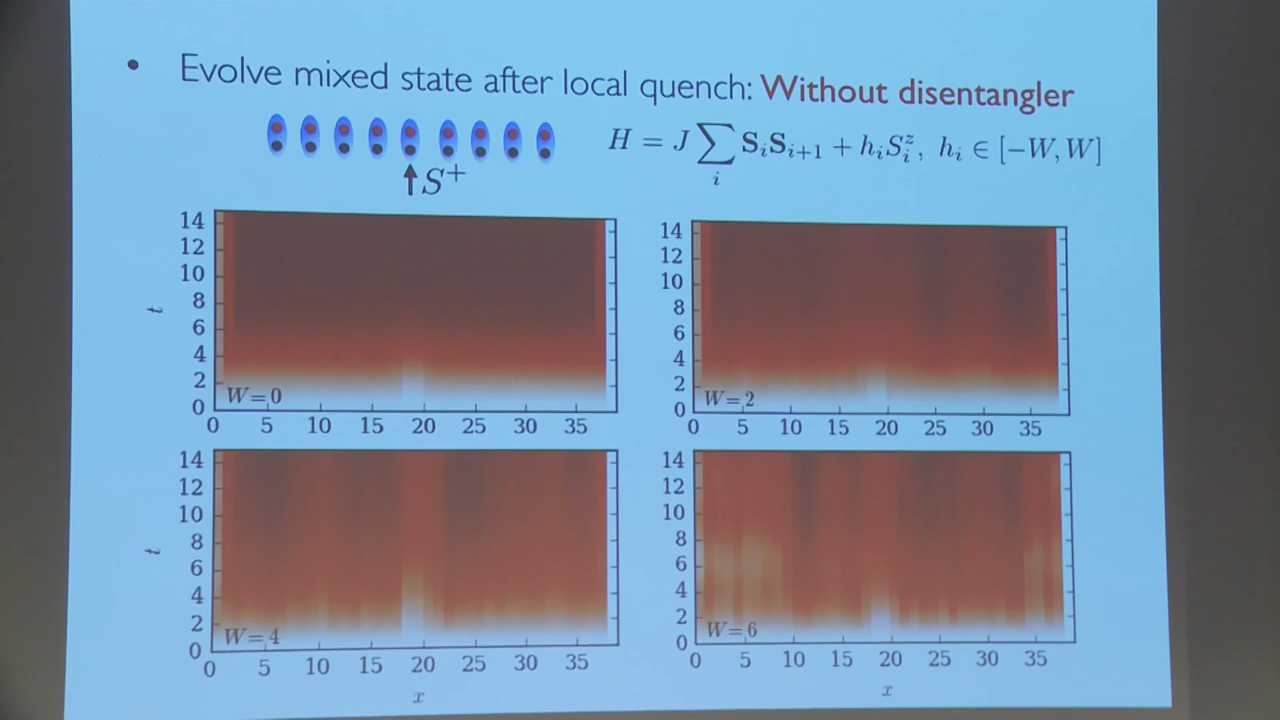 • Evolve mixed state after local quench: Without disentangler
H = J ∑_i S_i S_{i+1} + h_i S_i^z, h_i ∈ [−W, W]
↑S⁺
14
12
10
8
6
4
2
0
t
W=0
0 5 10 15 20 25 30 35
14
12
10
8
6
4
2
0
W=2
0 5 10 15 20 25 30 35
14
12
10
8
6
4
2
0
t
W=4
0 5 10 15 20 25 30 35
x
14
12
10
8
6
4
2
0
W=6
0 5 10 15 20 25 30 35
x